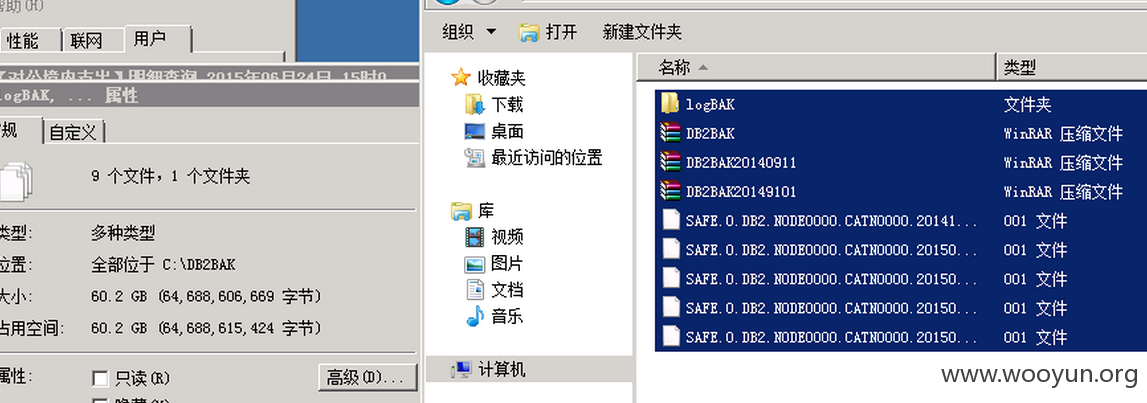 帮助(H)
性能 联网 用户
【对公境内支出】明细查询 2015年06月24日 15时0
logBAK, ... 属性
常规 自定义
9 个文件，1 个文件夹
类型: 多种类型
位置: 全部位于 C:\DB2BAK
大小: 60.2 GB (64,688,606,669 字节)
占用空间: 60.2 GB (64,688,615,424 字节)
属性: 只读(R) 高级(D)...
组织 打开 新建文件夹
收藏夹
下载
桌面
最近访问的位置
库
视频
图片
文档
音乐
计算机
名称 类型
logBAK 文件夹
DB2BAK WinRAR 压缩文件
DB2BAK20140911 WinRAR 压缩文件
DB2BAK20149101 WinRAR 压缩文件
SAFE.0.DB2.NODE0000.CATN0000.20141... 001 文件
SAFE.0.DB2.NODE0000.CATN0000.20150... 001 文件
SAFE.0.DB2.NODE0000.CATN0000.20150... 001 文件
SAFE.0.DB2.NODE0000.CATN0000.20150... 001 文件
SAFE.0.DB2.NODE0000.CATN0000.20150... 001 文件
www.wooyun.org